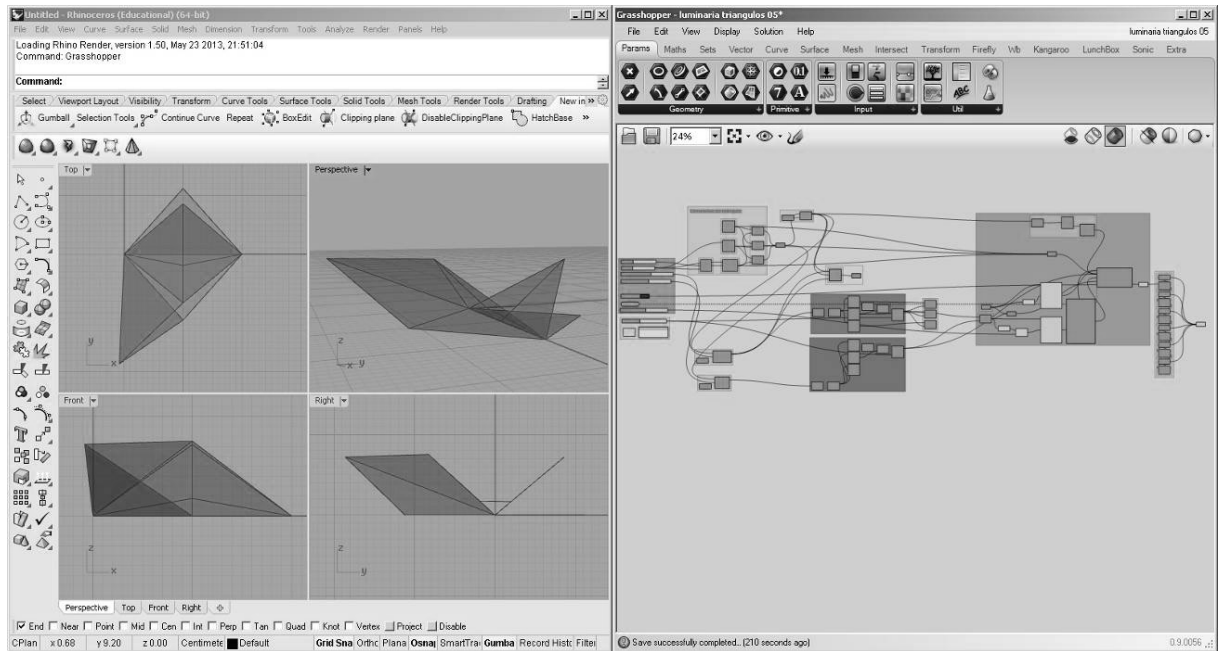 Untitled - Rhinoceros (Educational) (64-bit)
File Edit View Curve Surface Solid Mesh Dimension Transform Tools Analyze Render Panels Help
Loading Rhino Render, version 1.50, May 23 2013, 21:51:04
Command: Grasshopper
Command:
Select Viewport Layout Visibility Transform Curve Tools Surface Tools Solid Tools Mesh Tools Render Tools Drafting New in »
Gumball Selection Tools Continue Curve Repeat BoxEdit Clipping plane DisableClippingPlane HatchBase »
Top
Perspective
y
x
z
x y
Front
Right
z
x
z
y
Perspective Top Front Right
End Near Point Mid Cen Int Perp Tan Quad Knot Vertex Project Disable
CPlan x 0.68 y 9.20 z 0.00 Centimete Default Grid Sna Ortho Plana Osna SmartTra Gumba Record Histo Filter
Grasshopper - luminaria triangulos 05*
File Edit View Display Solution Help luminaria triangulos 05
Params Maths Sets Vector Curve Surface Mesh Intersect Transform Firefly Wb Kangaroo LunchBox Sonic Extra
Geometry + Primitive + Input + Util +
24%
Save successfully completed... (210 seconds ago) 0.9.0056